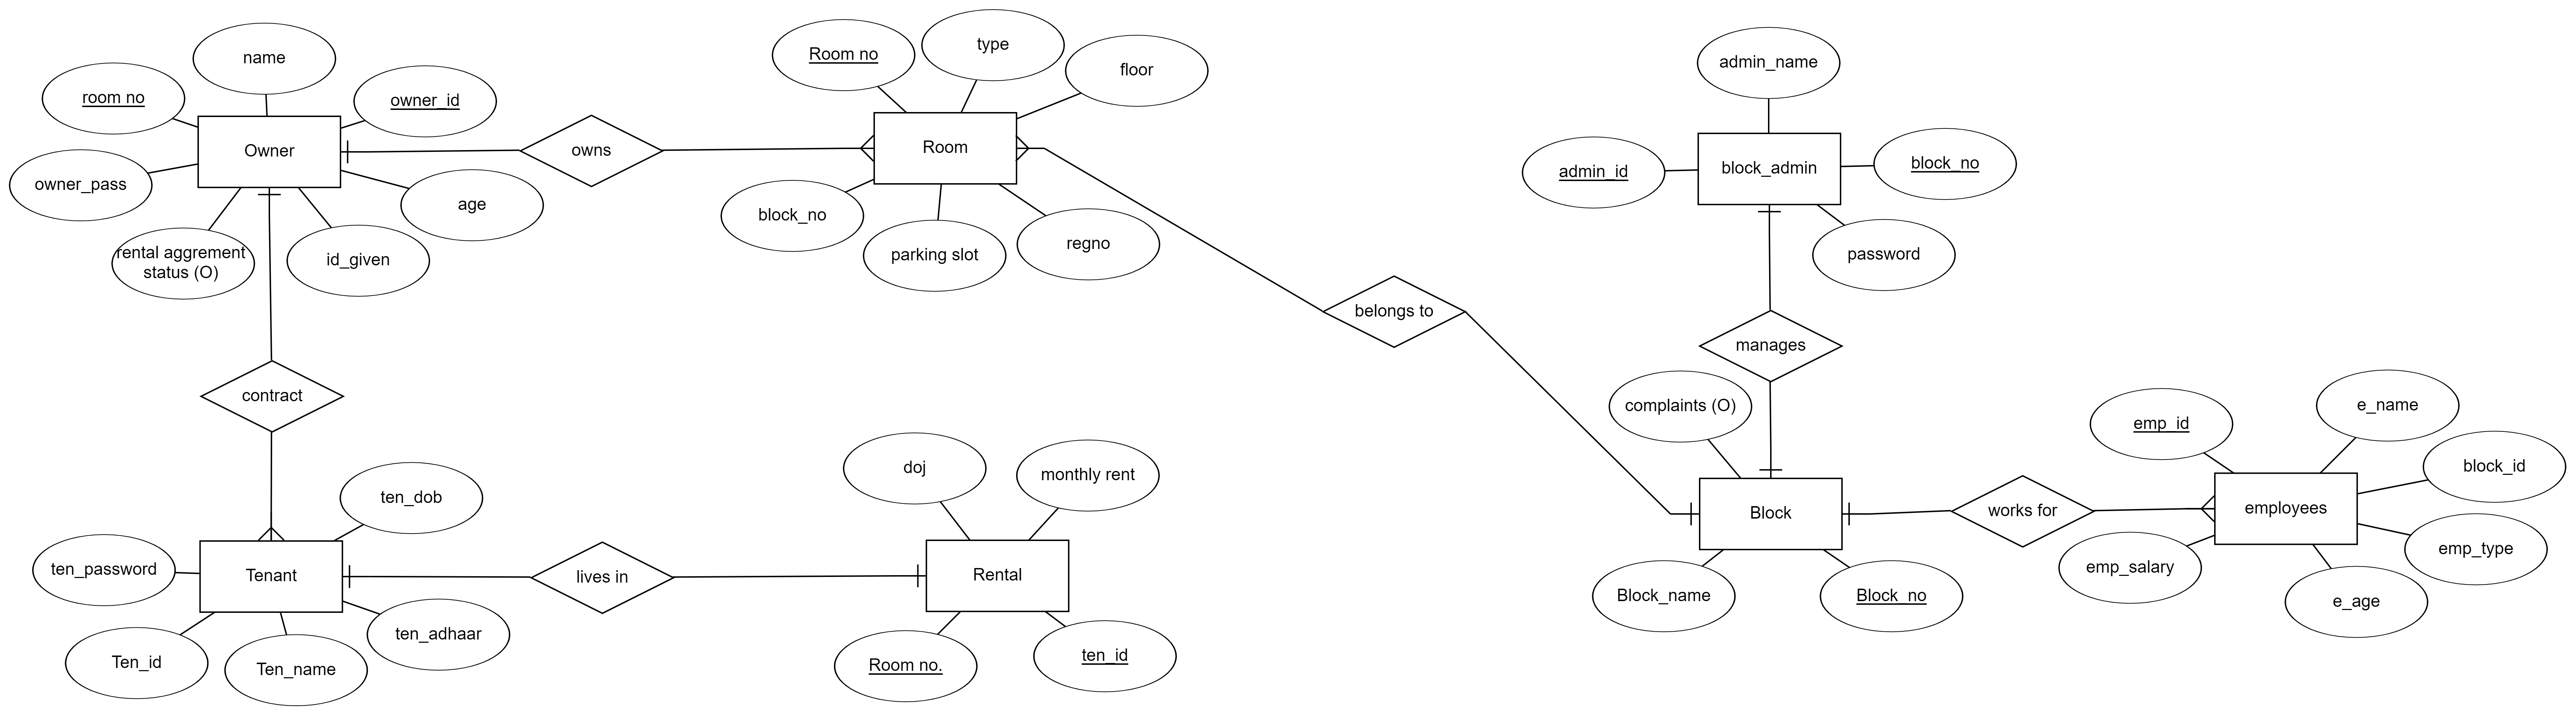 name
room no
owner_id
Owner
owner_pass
age
rental aggrement
status (O)
id_given
owns
Room no
type
floor
Room
block_no
parking slot
regno
belongs to
admin_name
admin_id
block_admin
block_no
password
manages
contract
complaints (O)
Block
Block_name
Block_no
works for
emp_id
e_name
block_id
employees
emp_type
emp_salary
e_age
ten_dob
ten_password
Tenant
ten_adhaar
Ten_id
Ten_name
lives in
doj
monthly rent
Rental
Room no.
ten_id